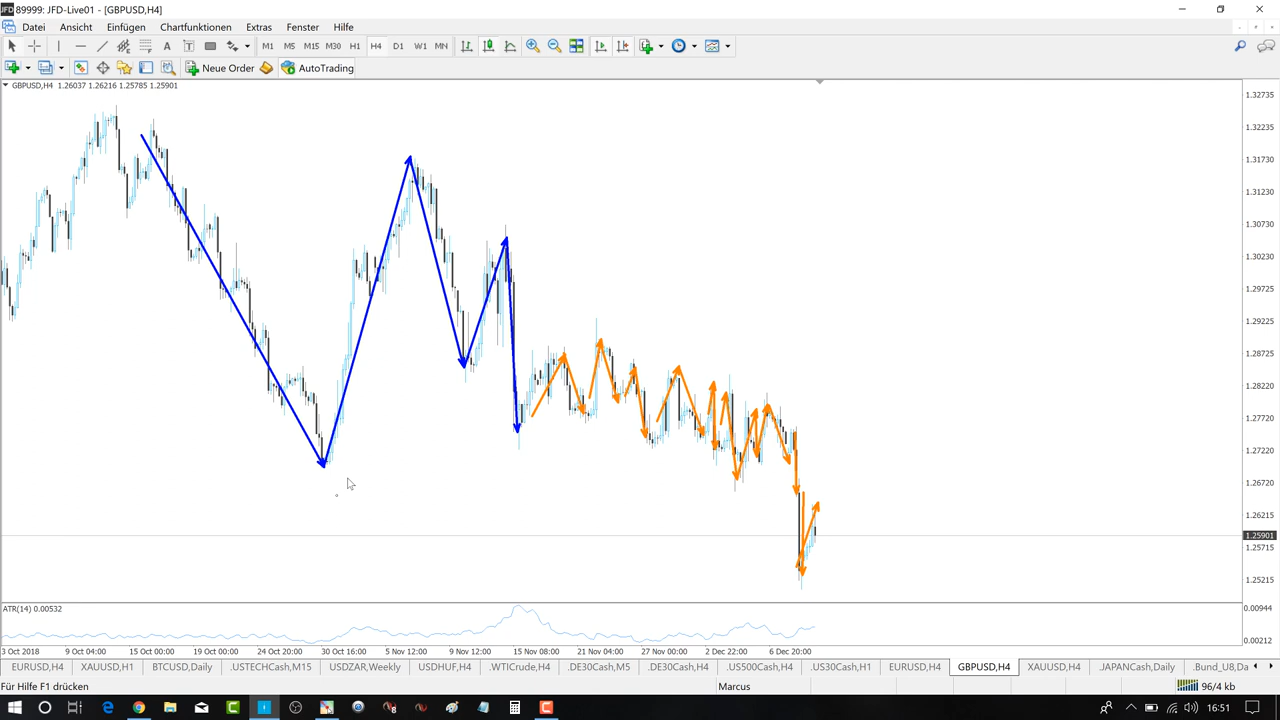 JFD 89999: JFD-Live01 - [GBPUSD,H4]
Datei Ansicht Einfügen Chartfunktionen Extras Fenster Hilfe
A T M1 M5 M15 M30 H1 H4 D1 W1 MN
Neue Order AutoTrading
GBPUSD,H4 1.26037 1.26216 1.25785 1.25901
1.32735
1.32235
1.31730
1.31230
1.30730
1.30230
1.29725
1.29225
1.28725
1.28220
1.27720
1.27220
1.26720
1.26215
1.25901
1.25715
1.25215
ATR(14) 0.00532
0.00944
0.00212
3 Oct 2018 9 Oct 04:00 15 Oct 00:00 19 Oct 00:00 24 Oct 20:00 30 Oct 16:00 5 Nov 12:00 9 Nov 12:00 15 Nov 08:00 21 Nov 04:00 27 Nov 00:00 2 Dec 22:00 6 Dec 20:00
EURUSD,H4 XAUUSD,H1 BTCUSD,Daily .USTECHCash,M15 USDZAR,Weekly USDHUF,H4 .WTICrude,H4 .DE30Cash,M5 .DE30Cash,H4 .US500Cash,H4 .US30Cash,H1 EURUSD,H4 GBPUSD,H4 XAUUSD,H4 .JAPANCash,Daily .Bund_U8,Da
Für Hilfe F1 drücken Marcus 96/4 kb
16:51